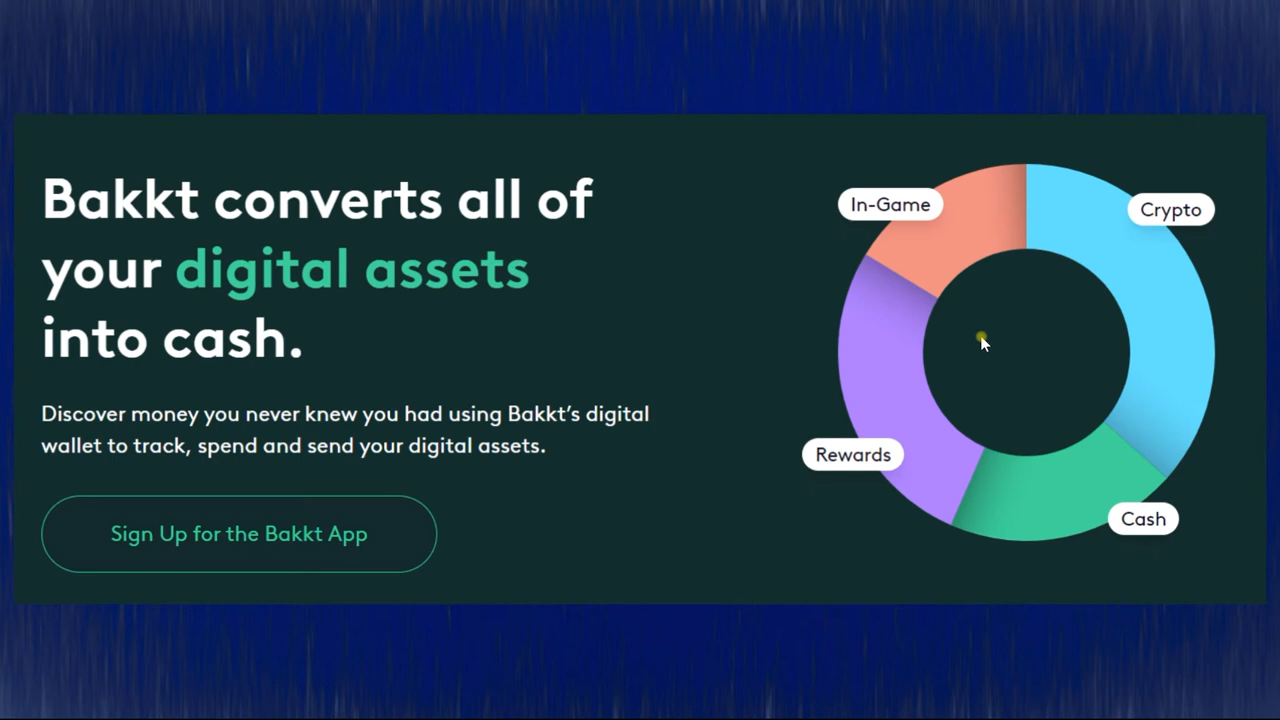 Bakkt converts all of
your digital assets
into cash.
Discover money you never knew you had using Bakkt’s digital
wallet to track, spend and send your digital assets.
Sign Up for the Bakkt App
In-Game
Crypto
Rewards
Cash